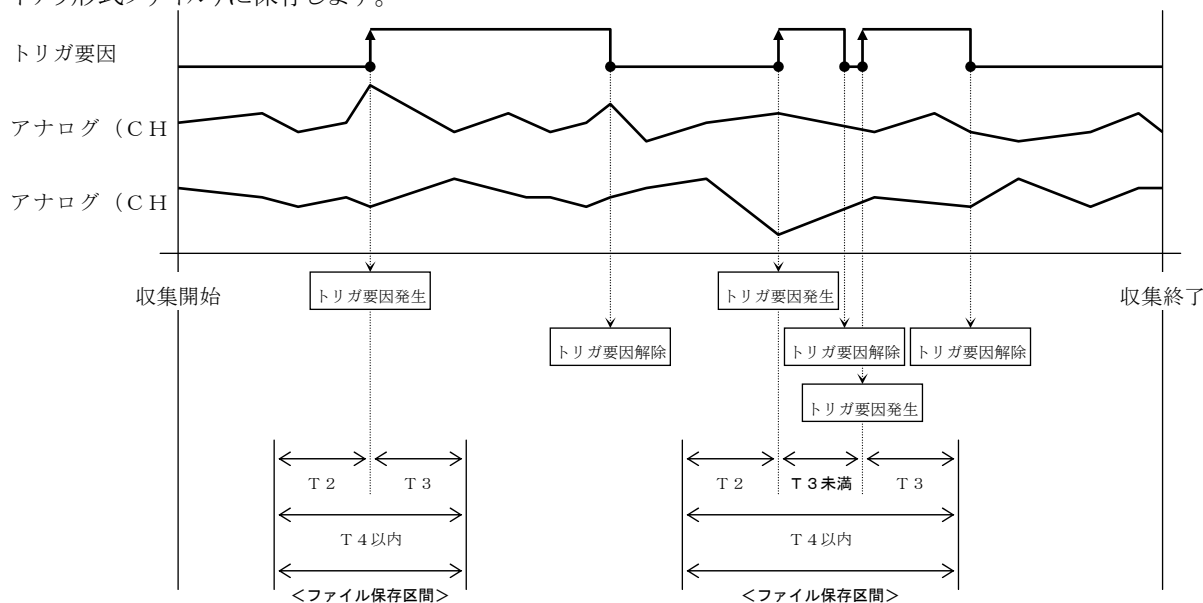 トリガ要因
アナログ（ＣＨ
アナログ（ＣＨ
収集開始
収集終了
トリガ要因発生
トリガ要因発生
トリガ要因解除
トリガ要因解除
トリガ要因解除
トリガ要因発生
Ｔ２
Ｔ３
Ｔ２
Ｔ３未満
Ｔ３
Ｔ４以内
Ｔ４以内
＜ファイル保存区間＞
＜ファイル保存区間＞